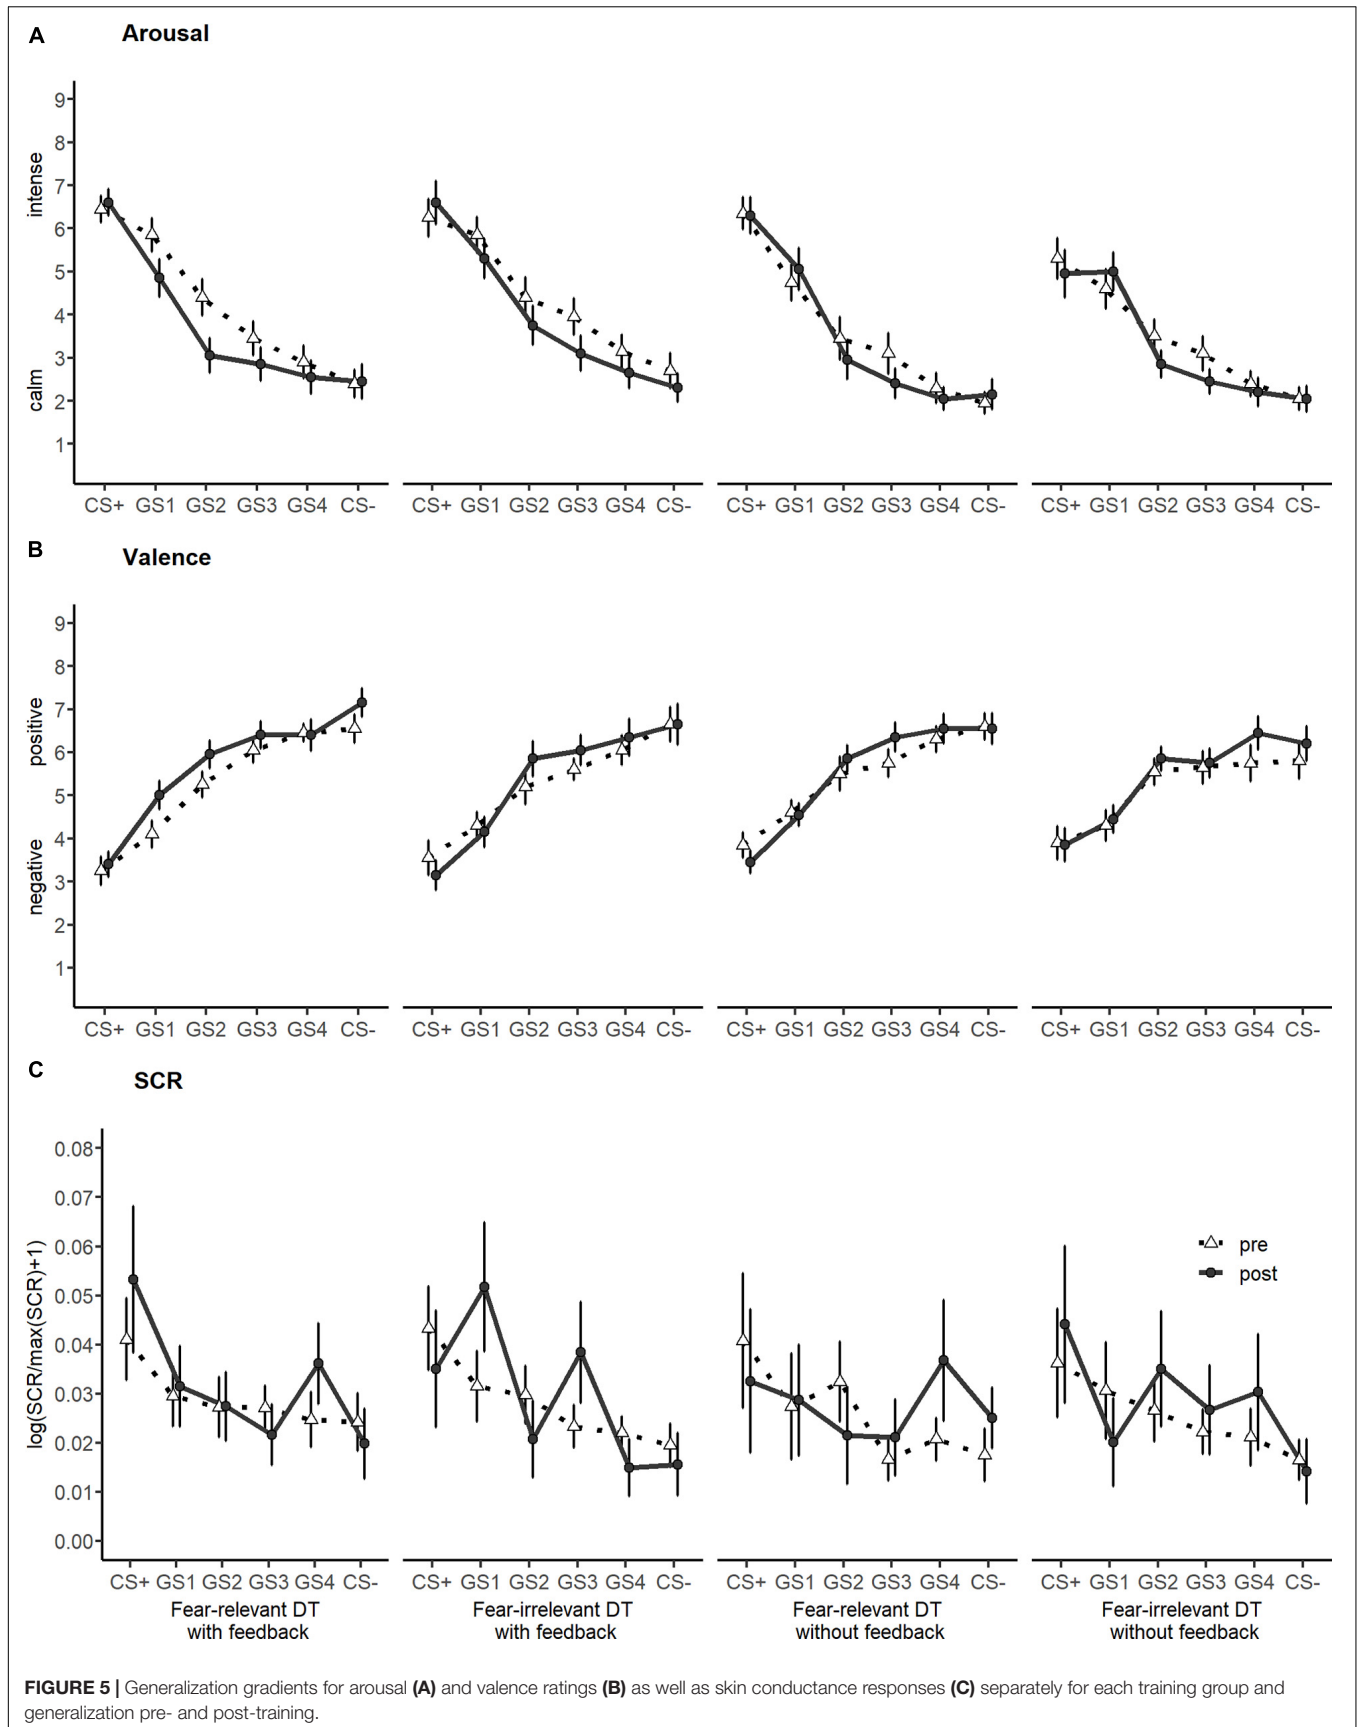 A Arousal
9
8
7
6
5
4
3
2
1
calm intense
CS+ GS1 GS2 GS3 GS4 CS- CS+ GS1 GS2 GS3 GS4 CS- CS+ GS1 GS2 GS3 GS4 CS- CS+ GS1 GS2 GS3 GS4 CS-
B Valence
9
8
7
6
5
4
3
2
1
negative positive
CS+ GS1 GS2 GS3 GS4 CS- CS+ GS1 GS2 GS3 GS4 CS- CS+ GS1 GS2 GS3 GS4 CS- CS+ GS1 GS2 GS3 GS4 CS-
C SCR
0.08
0.07
0.06
0.05
0.04
0.03
0.02
0.01
0.00
log(SCR/max(SCR)+1)
pre
post
CS+ GS1 GS2 GS3 GS4 CS- CS+ GS1 GS2 GS3 GS4 CS- CS+ GS1 GS2 GS3 GS4 CS- CS+ GS1 GS2 GS3 GS4 CS-
Fear-relevant DT
with feedback
Fear-irrelevant DT
with feedback
Fear-relevant DT
without feedback
Fear-irrelevant DT
without feedback
FIGURE 5 | Generalization gradients for arousal (A) and valence ratings (B) as well as skin conductance responses (C) separately for each training group and
generalization pre- and post-training.